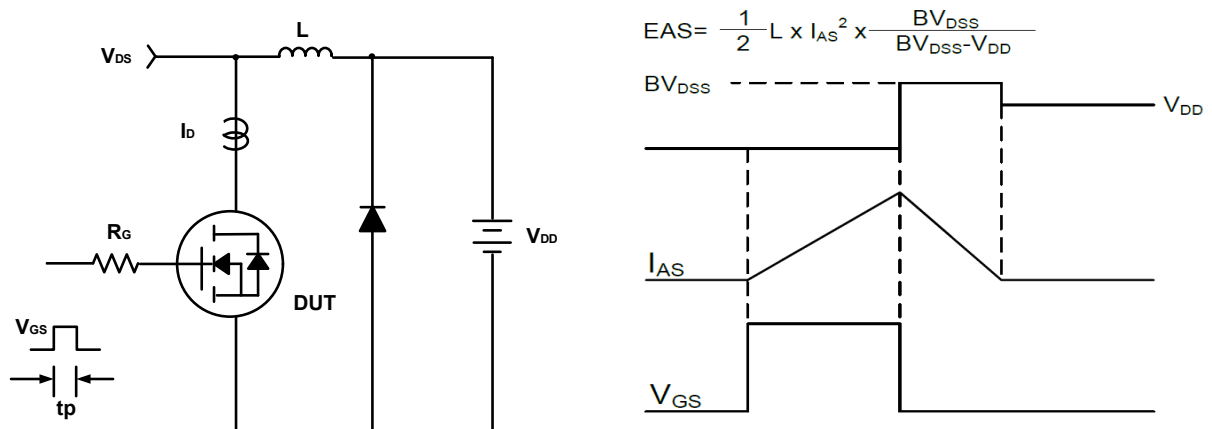 L
VDS
ID
RG
VDD
DUT
VGS
tp
EAS= 1/2 L x IAS² x BVDSS/BVDSS-VDD
BVDSS
VDD
IAS
VGS